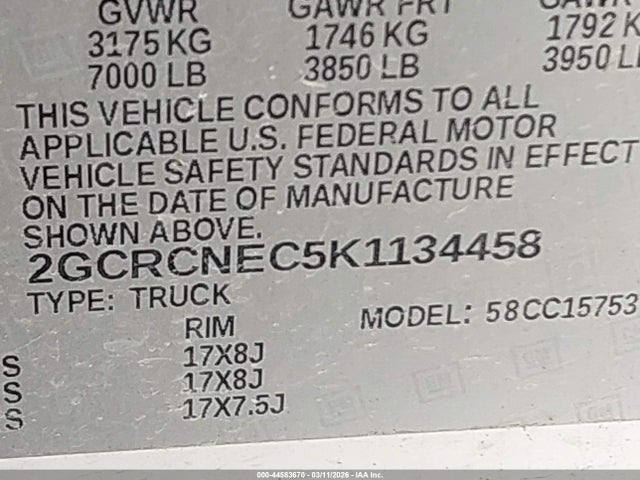 GVWR GAWR FRT GAWR
3175 KG 1746 KG 1792 K
7000 LB 3850 LB 3950 L
THIS VEHICLE CONFORMS TO ALL
APPLICABLE U.S. FEDERAL MOTOR
VEHICLE SAFETY STANDARDS IN EFFECT
ON THE DATE OF MANUFACTURE
SHOWN ABOVE.
2GCRCNEC5K1134458
TYPE: TRUCK
MODEL: 58CC15753
RIM
S 17X8J
S 17X8J
S 17X7.5J
000-44583670 - 03/11/2026 - IAA Inc.